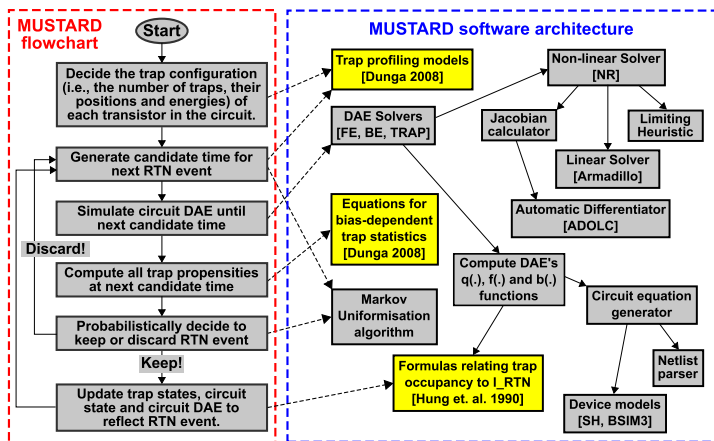 MUSTARD
flowchart
Start
Decide the trap configuration
(i.e., the number of traps, their
positions and energies) of
each transistor in the circuit.
Generate candidate time for
next RTN event
Simulate circuit DAE until
next candidate time
Discard!
Compute all trap propensities
at next candidate time
Probabilistically decide to
keep or discard RTN event
Keep!
Update trap states, circuit
state and circuit DAE to
reflect RTN event.
MUSTARD software architecture
Trap profiling models
[Dunga 2008]
Non-linear Solver
[NR]
DAE Solvers
[FE, BE, TRAP]
Jacobian
calculator
Limiting
Heuristic
Linear Solver
[Armadillo]
Automatic Differentiator
[ADOLC]
Equations for
bias-dependent
trap statistics
[Dunga 2008]
Compute DAE's
q(.), f(.) and b(.)
functions
Markov
Uniformisation
algorithm
Circuit equation
generator
Netlist
parser
Formulas relating trap
occupancy to I_RTN
[Hung et. al. 1990]
Device models
[SH, BSIM3]